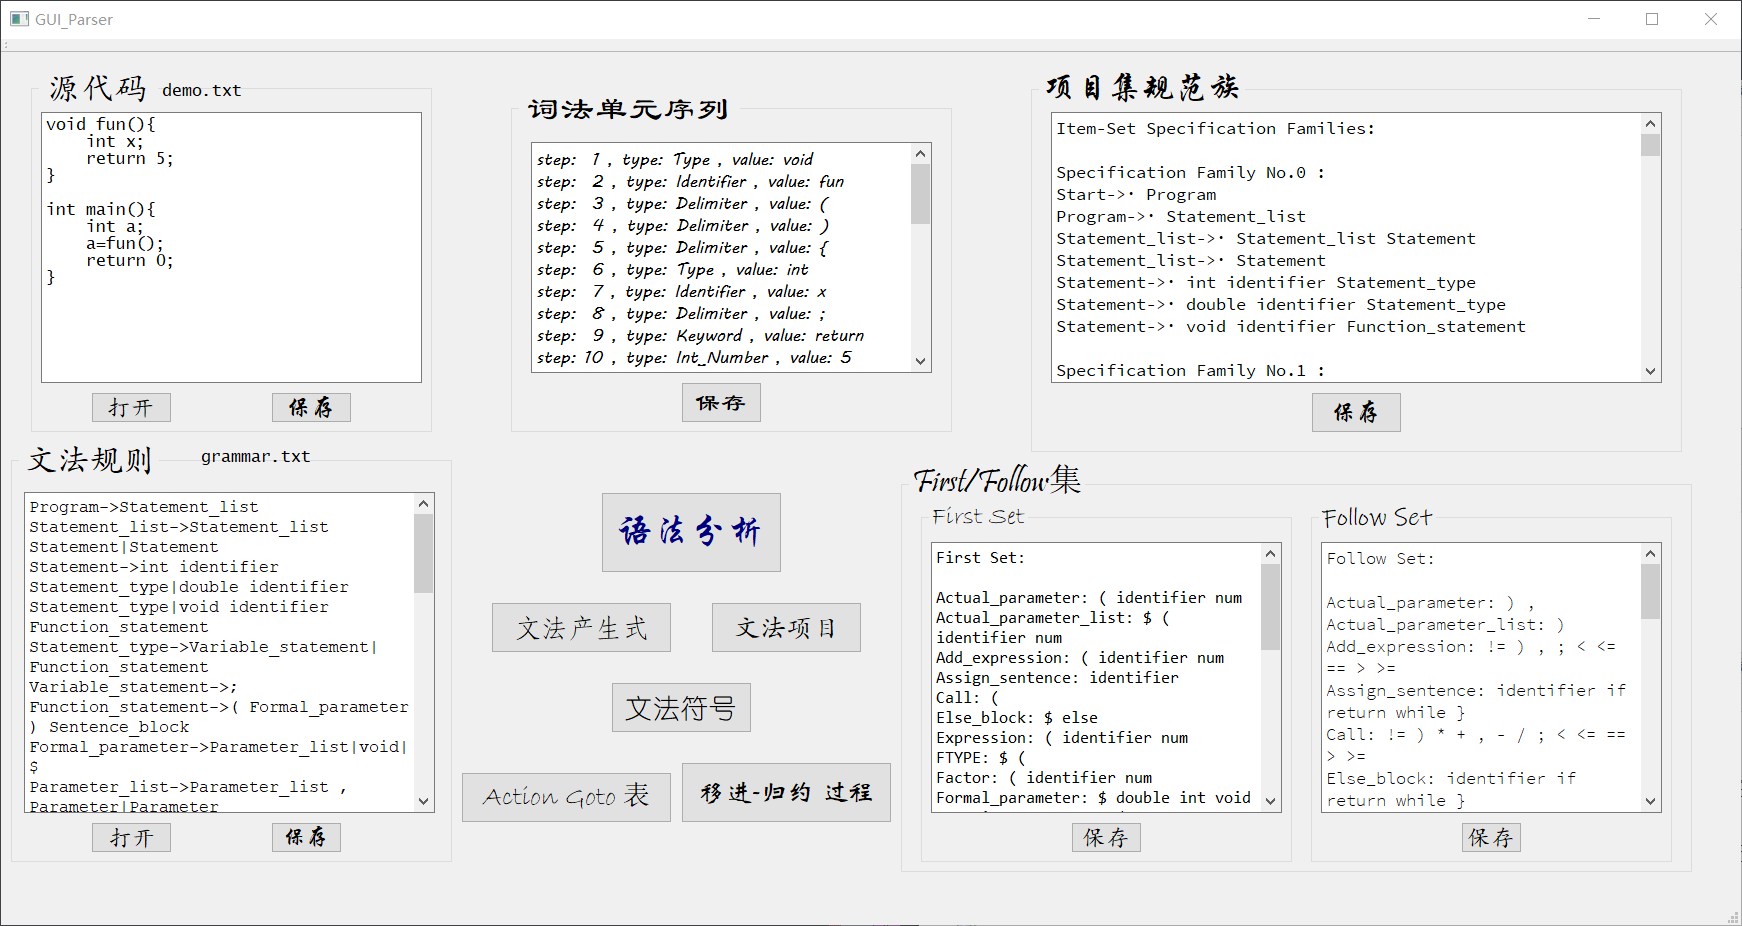 GUI_Parser
源代码 demo.txt
void fun(){
    int x;
    return 5;
}

int main(){
    int a;
    a=fun();
    return 0;
}
打开 保存
词法单元序列
step:  1 , type: Type , value: void
step:  2 , type: Identifier , value: fun
step:  3 , type: Delimiter , value: (
step:  4 , type: Delimiter , value: )
step:  5 , type: Delimiter , value: {
step:  6 , type: Type , value: int
step:  7 , type: Identifier , value: x
step:  8 , type: Delimiter , value: ;
step:  9 , type: Keyword , value: return
step: 10 , type: Int_Number , value: 5
保存
项目集规范族
Item-Set Specification Families:

Specification Family No.0 :
Start->· Program
Program->· Statement_list
Statement_list->· Statement_list Statement
Statement_list->· Statement
Statement->· int identifier Statement_type
Statement->· double identifier Statement_type
Statement->· void identifier Function_statement

Specification Family No.1 :
保存
文法规则 grammar.txt
Program->Statement_list
Statement_list->Statement_list
Statement|Statement
Statement->int identifier
Statement_type|double identifier
Statement_type|void identifier
Function_statement
Statement_type->Variable_statement|
Function_statement
Variable_statement->;
Function_statement->( Formal_parameter
) Sentence_block
Formal_parameter->Parameter_list|void|
$
Parameter_list->Parameter_list ,
Parameter|Parameter
打开 保存
语法分析
文法产生式 文法项目
文法符号
Action Goto 表 移进-归约 过程
First/Follow集
First Set
First Set:

Actual_parameter: ( identifier num
Actual_parameter_list: $ (
identifier num
Add_expression: ( identifier num
Assign_sentence: identifier
Call: (
Else_block: $ else
Expression: ( identifier num
FTYPE: $ (
Factor: ( identifier num
Formal_parameter: $ double int void
保存
Follow Set
Follow Set:

Actual_parameter: ) ,
Actual_parameter_list: )
Add_expression: != ) , ; < <=
== > >=
Assign_sentence: identifier if
return while }
Call: != ) * + , - / ; < <= ==
> >=
Else_block: identifier if
return while }
保存